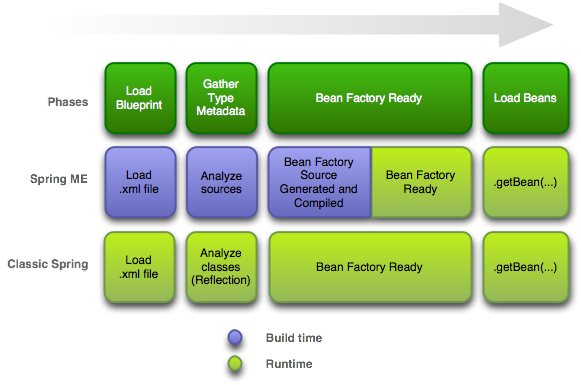 Phases
Load
Blueprint
Gather
Type
Metadata
Bean Factory Ready
Load Beans
Spring ME
Load
.xml file
Analyze
sources
Bean Factory
Source
Generated and
Compiled
Bean Factory
Ready
.getBean(...)
Classic Spring
Load
.xml file
Analyze
classes
(Reflection)
Bean Factory Ready
.getBean(...)
Build time
Runtime